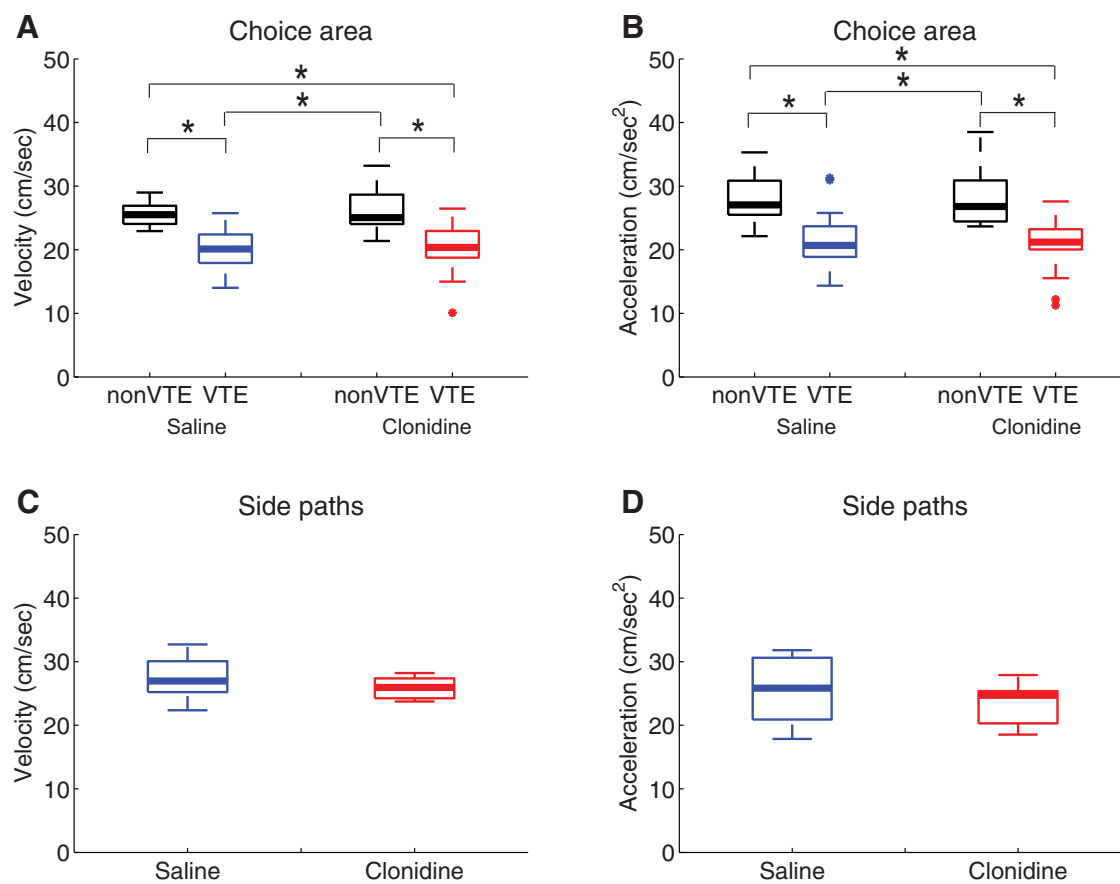 A
Choice area
Velocity (cm/sec)
50
40
30
20
10
0
*
*
*
*
nonVTE VTE nonVTE VTE
Saline Clonidine
B
Choice area
Acceleration (cm/sec²)
50
40
30
20
10
0
*
*
*
*
nonVTE VTE nonVTE VTE
Saline Clonidine
C
Side paths
Velocity (cm/sec)
50
40
30
20
10
0
Saline Clonidine
D
Side paths
Acceleration (cm/sec²)
50
40
30
20
10
0
Saline Clonidine